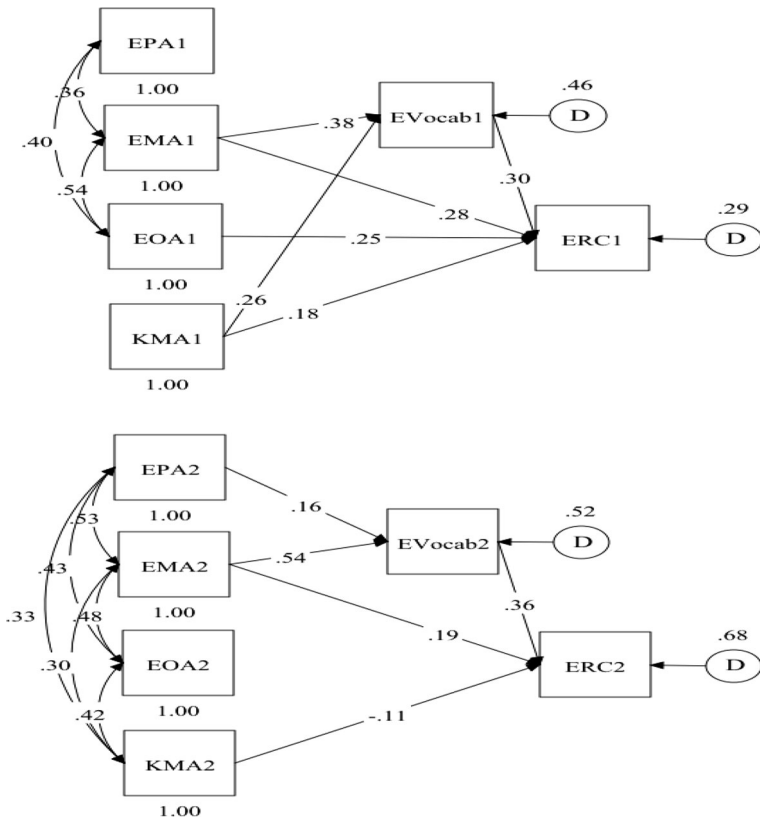 EPA1
1.00
.36
.40
EMA1
1.00
.54
EOA1
1.00
KMA1
1.00
.38
EVocab1
.46
D
.30
.28
.25
.26
.18
ERC1
.29
D
EPA2
1.00
.53
.43
.33
EMA2
1.00
.48
.30
EOA2
1.00
.42
KMA2
1.00
.16
.54
EVocab2
.52
D
.36
.19
-.11
ERC2
.68
D